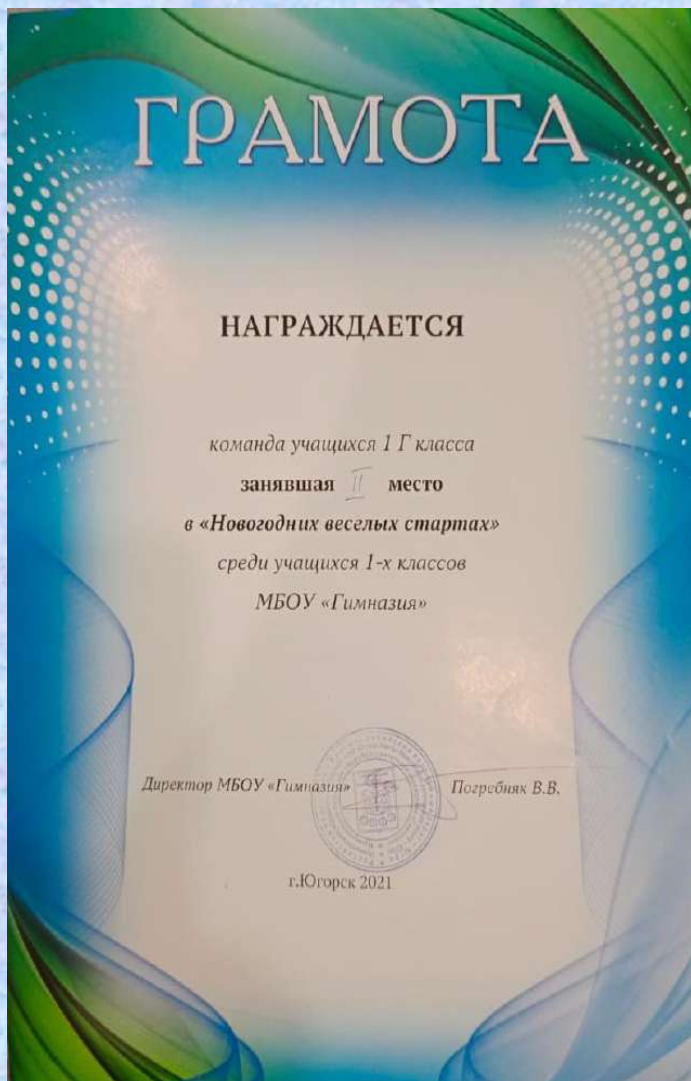 ГРАМОТА
НАГРАЖДАЕТСЯ
команда учащихся 1 Г класса
занявшая II место
в «Новогодних веселых стартах»
среди учащихся 1-х классов
МБОУ «Гимназия»
Директор МБОУ «Гимназия» Погребняк В.В.
г.Югорск 2021